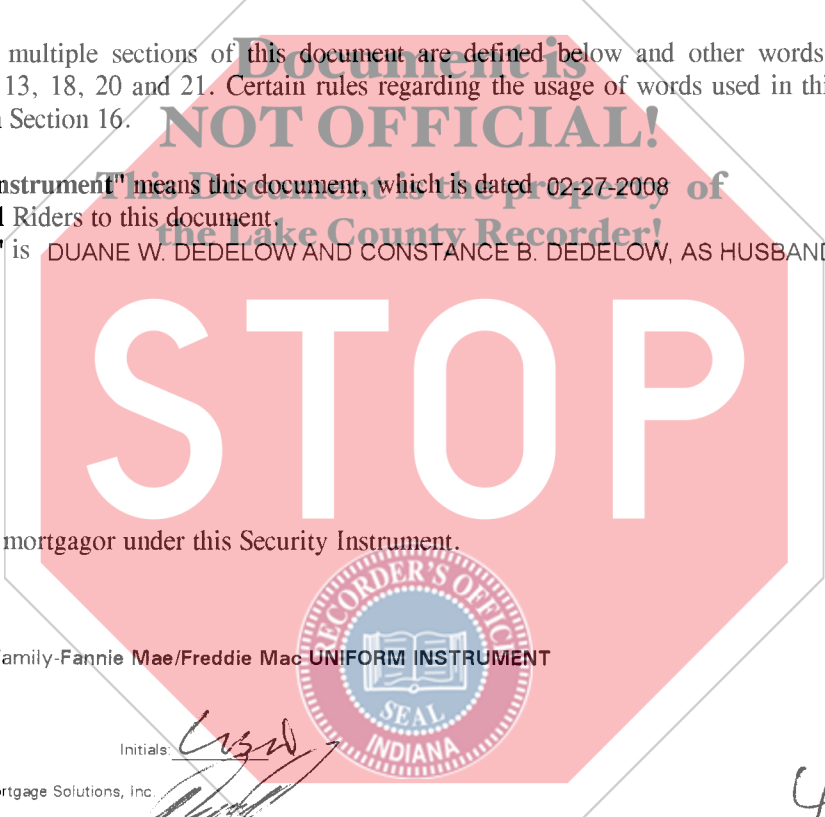 Document is
multiple sections of this document are defined below and other words
13, 18, 20 and 21. Certain rules regarding the usage of words used in thi
Section 16.
NOT OFFICIAL!
nstrument" means this document, which is dated 02-27-2008
This Document is the property of
Riders to this document.
the Lake County Recorder!
" is DUANE W. DEDELOW AND CONSTANCE B. DEDELOW, AS HUSBAND
STOP
mortgagor under this Security Instrument.
RECORDER'S OFFIC
SEAL
INDIANA
amily-Fannie Mae/Freddie Mac UNIFORM INSTRUMENT
Initials:
rtgage Solutions, Inc.